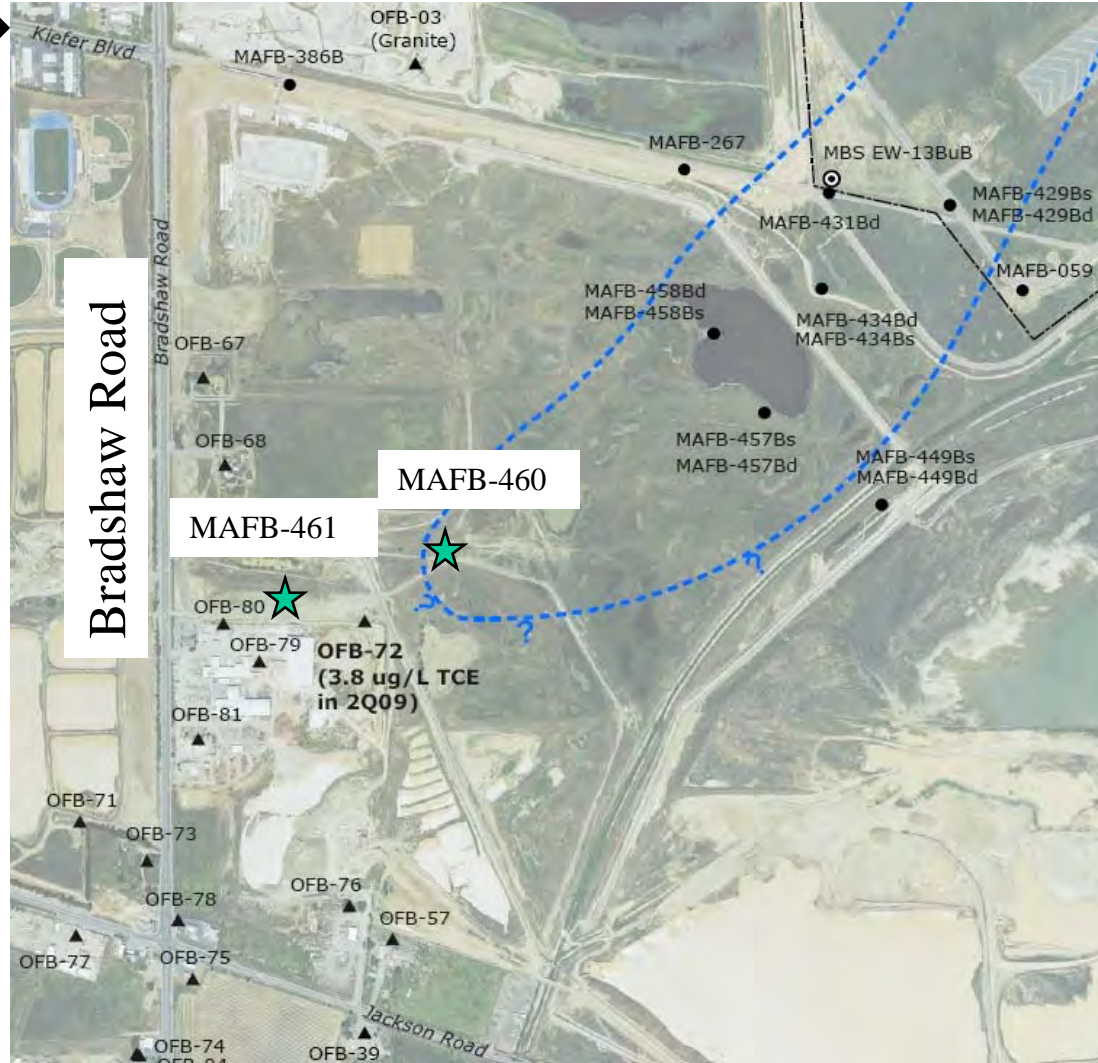 OFB-03
(Granite)
Kiefer Blvd
MAFB-386B
MAFB-267
MBS EW-13BuB
MAFB-429Bs
MAFB-429Bd
MAFB-431Bd
MAFB-059
Bradshaw Road
Bradshaw Road
MAFB-458Bd
MAFB-458Bs
MAFB-434Bd
MAFB-434Bs
OFB-67
OFB-68
MAFB-457Bs
MAFB-457Bd
MAFB-449Bs
MAFB-449Bd
MAFB-460
MAFB-461
?
?
?
OFB-80
OFB-79
OFB-72
(3.8 ug/L TCE
in 2Q09)
OFB-81
OFB-71
OFB-73
OFB-76
OFB-78
OFB-57
OFB-77
OFB-75
Jackson Road
OFB-74
OFB-39